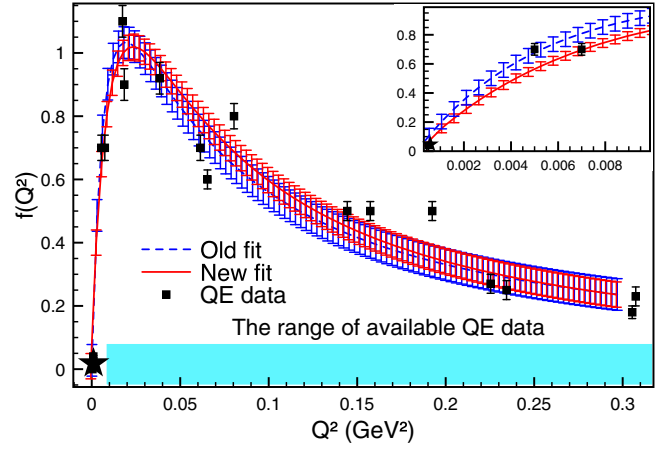 1
0.8
0.6
0.4
0.2
0
f(Q²)
0.8
0.6
0.4
0.2
0
0.002 0.004 0.006 0.008
Old fit
New fit
QE data
The range of available QE data
0 0.05 0.1 0.15 0.2 0.25 0.3
Q² (GeV²)